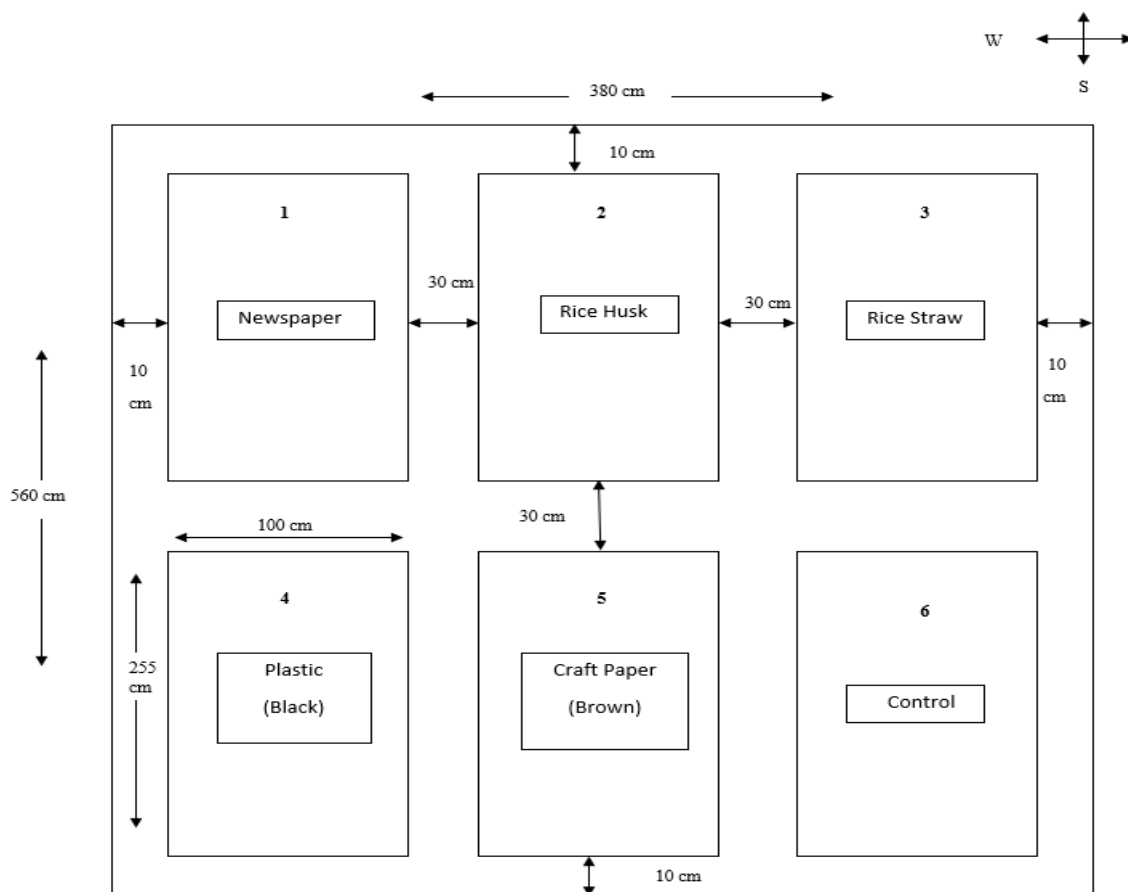 W
S
380 cm
10 cm
1
2
3
30 cm
30 cm
Newspaper
Rice Husk
Rice Straw
10
cm
10
cm
560 cm
30 cm
100 cm
4
5
6
255
cm
Plastic
(Black)
Craft Paper
(Brown)
Control
10 cm